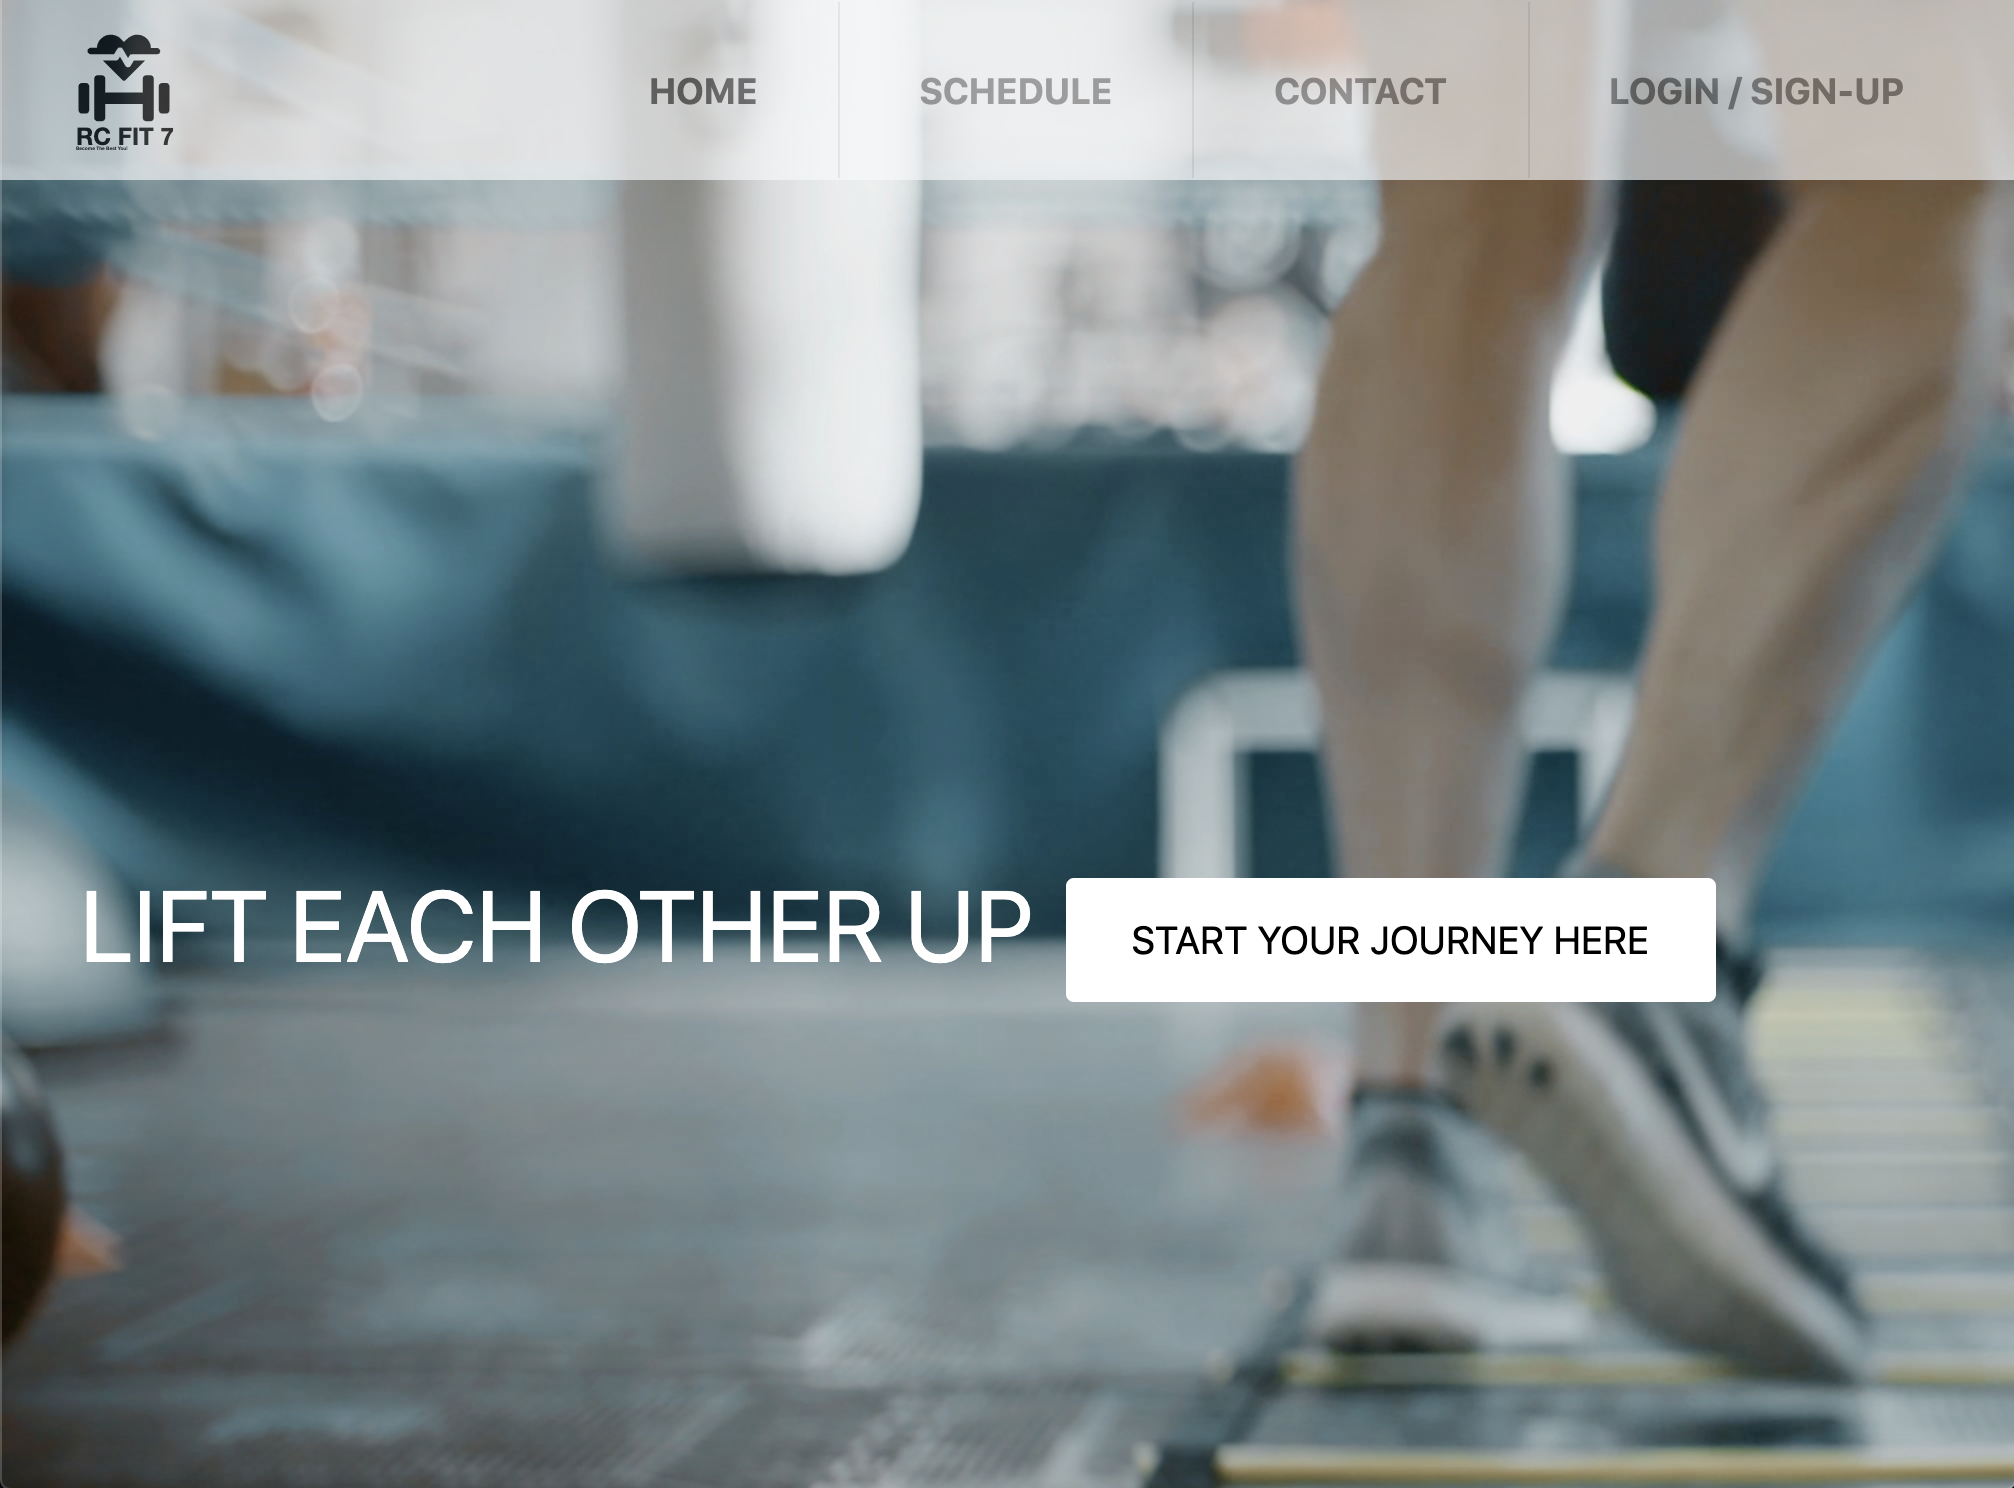 RC FIT 7
Become The Best You!
HOME
SCHEDULE
CONTACT
LOGIN / SIGN-UP
LIFT EACH OTHER UP
START YOUR JOURNEY HERE